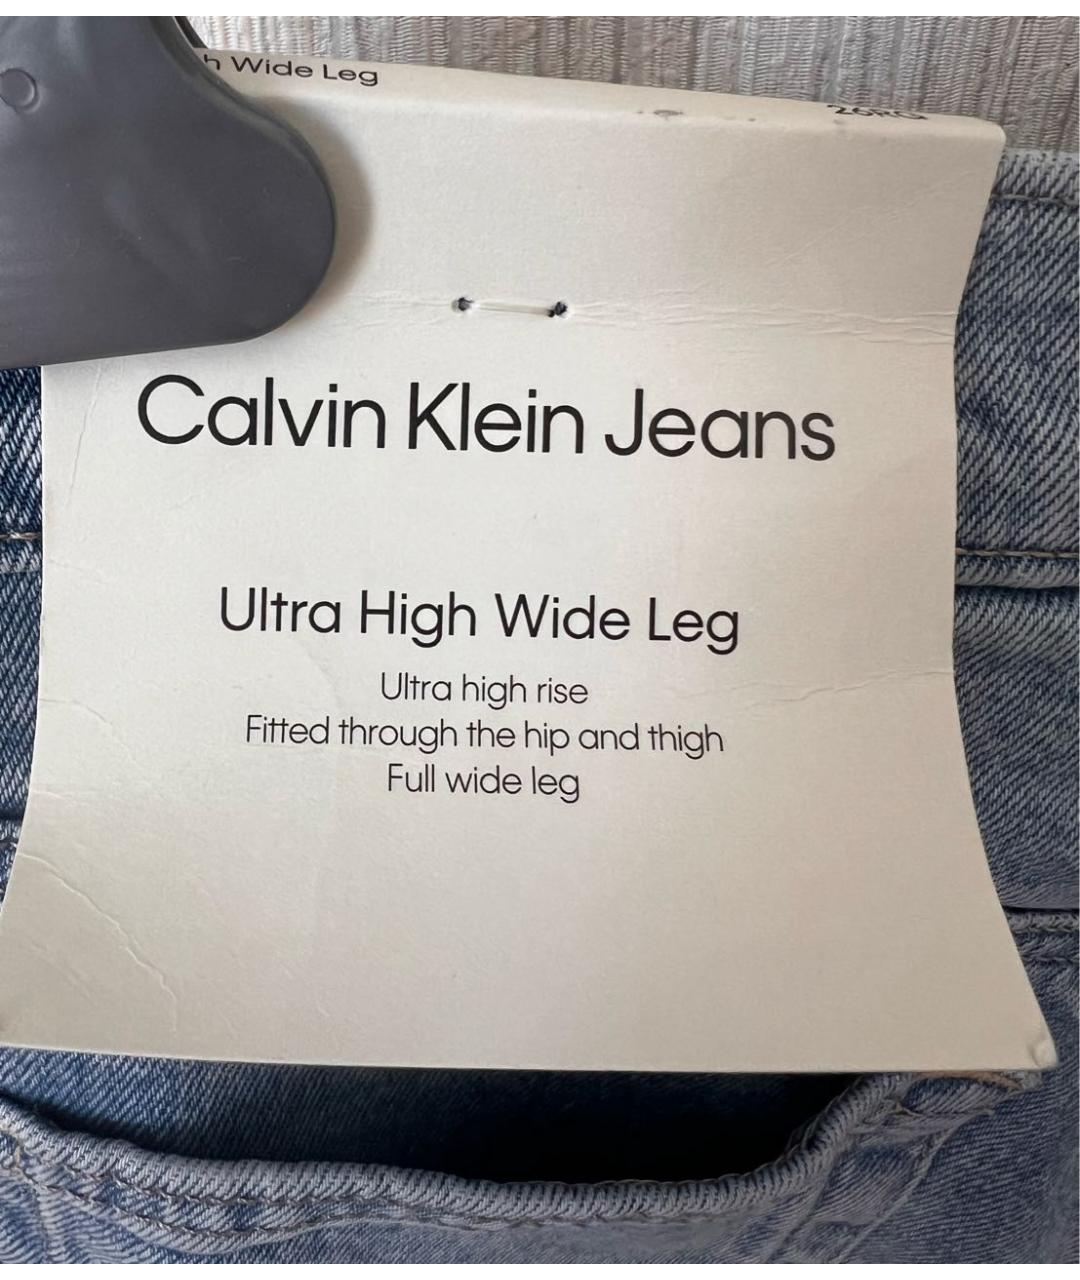 h Wide Leg
26RG
Calvin Klein Jeans
Ultra High Wide Leg
Ultra high rise
Fitted through the hip and thigh
Full wide leg